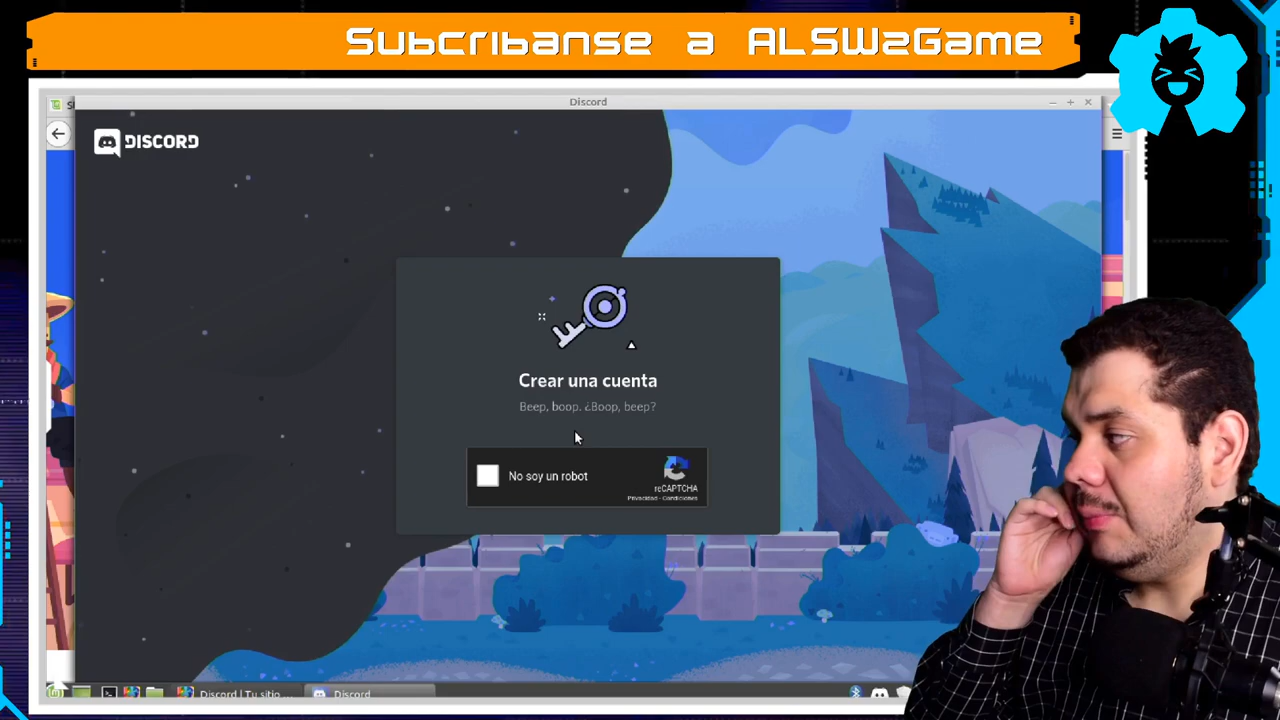 Subcribanse a ALSW2Game
Discord
DISCORD
Crear una cuenta
Beep, boop. ¿Boop, beep?
No soy un robot
reCAPTCHA
Privacidad - Condiciones
Discord | Tu sitio ...
Discord